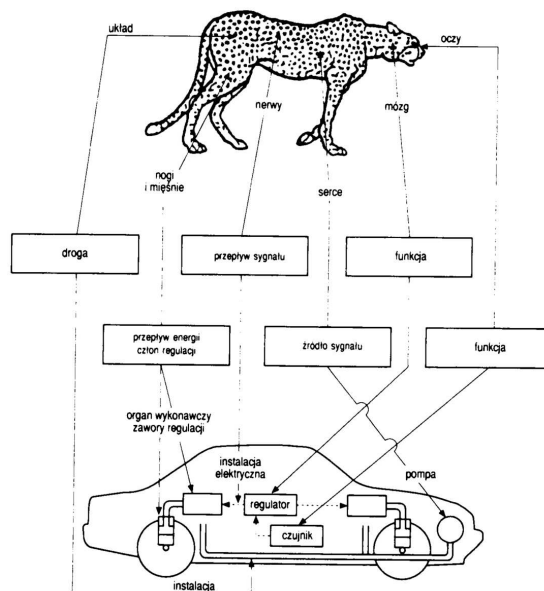 układ
oczy
nerwy
mózg
nogi
i mięśnie
serce
droga
przepływ sygnału
funkcja
przepływ energii
człon regulacji
źródło sygnału
funkcja
organ wykonawczy
zawory regulacji
instalacja
elektryczna
pompa
regulator
czujnik
instalacja